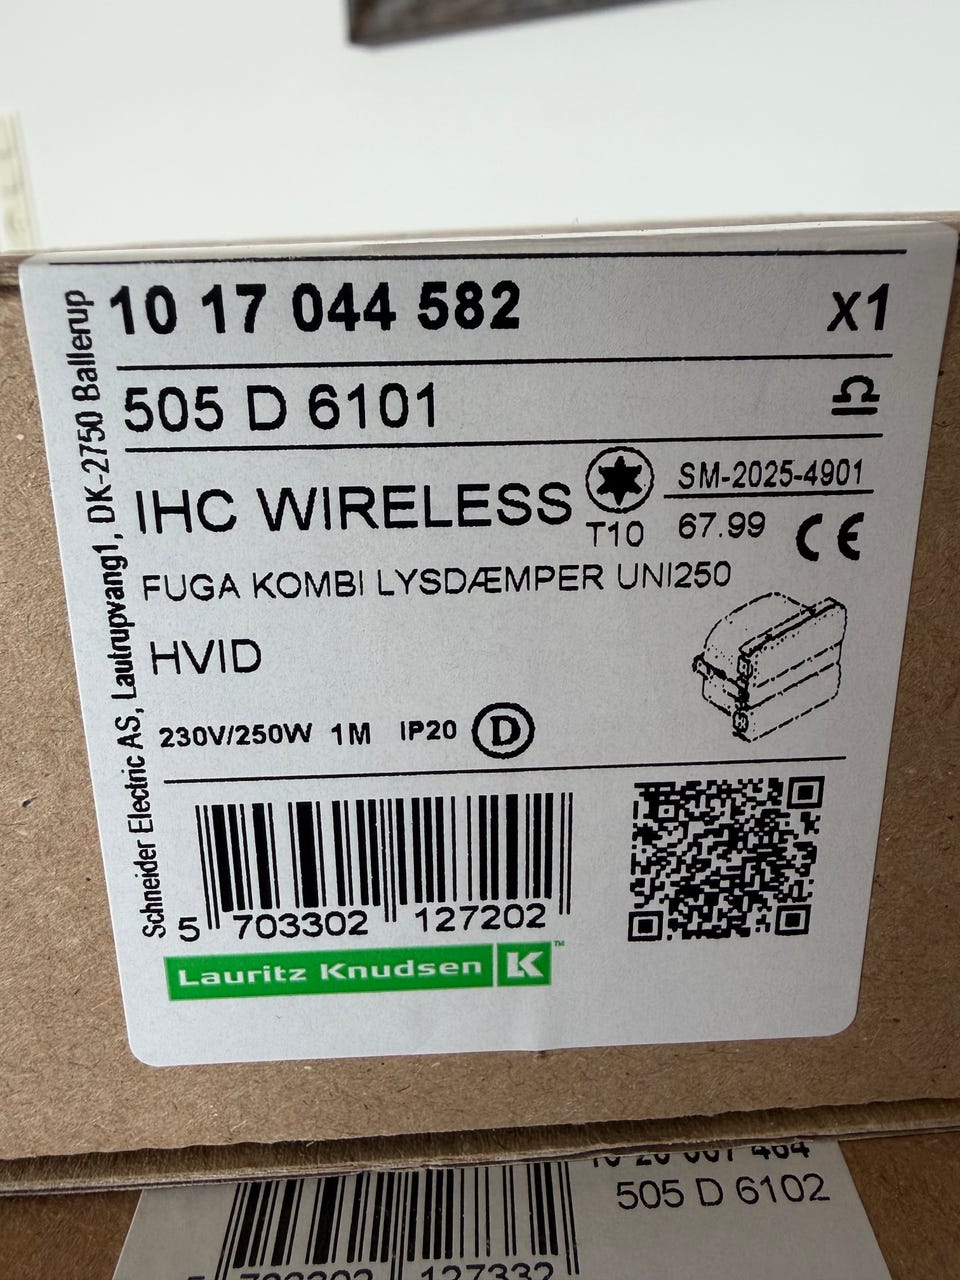 10 17 044 582 X1
505 D 6101
IHC WIRELESS T10
SM-2025-4901
67.99 CE
FUGA KOMBI LYSDÆMPER UNI250
HVID
230V/250W 1M IP20 D
5 703302 127202
Lauritz Knudsen LK™
Schneider Electric AS, Lautrupvang1, DK-2750 Ballerup
505 D 6102
127332